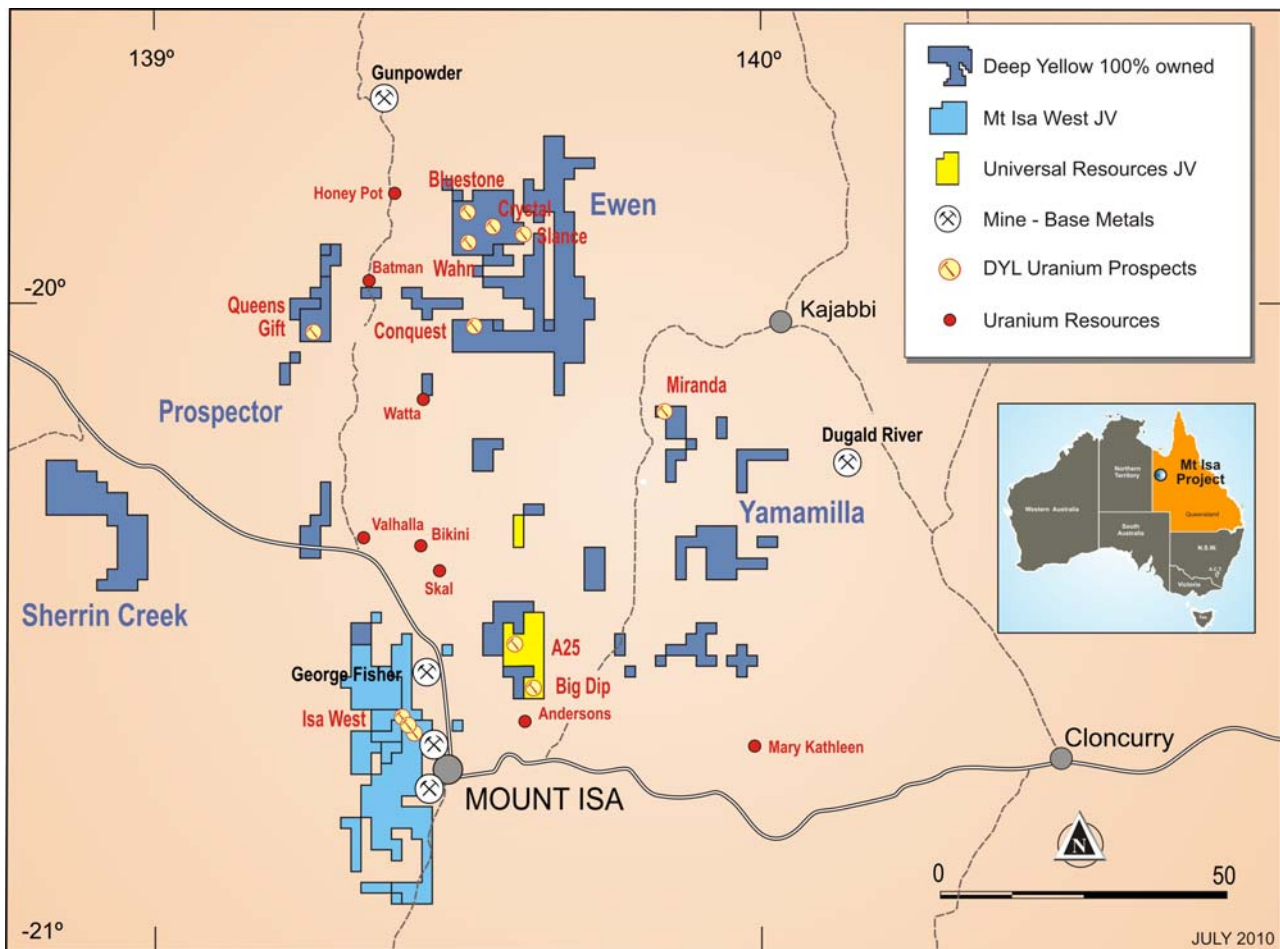 139º
140º
-20º
-21º
Gunpowder
Honey Pot
Bluestone
Crystal
Slance
Ewen
Wahn
Batman
Queens
Gift
Conquest
Kajabbi
Prospector
Watta
Miranda
Dugald River
Yamamilla
Valhalla
Bikini
Skal
Sherrin Creek
George Fisher
A25
Isa West
Big Dip
Andersons
Mary Kathleen
Cloncurry
MOUNT ISA
Deep Yellow 100% owned
Mt Isa West JV
Universal Resources JV
Mine - Base Metals
DYL Uranium Prospects
Uranium Resources
Mt Isa
Project
Northern
Territory
Western Australia
Queensland
South
Australia
N.S.W.
A.C.T.
Victoria
Tas
N
0
50
JULY 2010